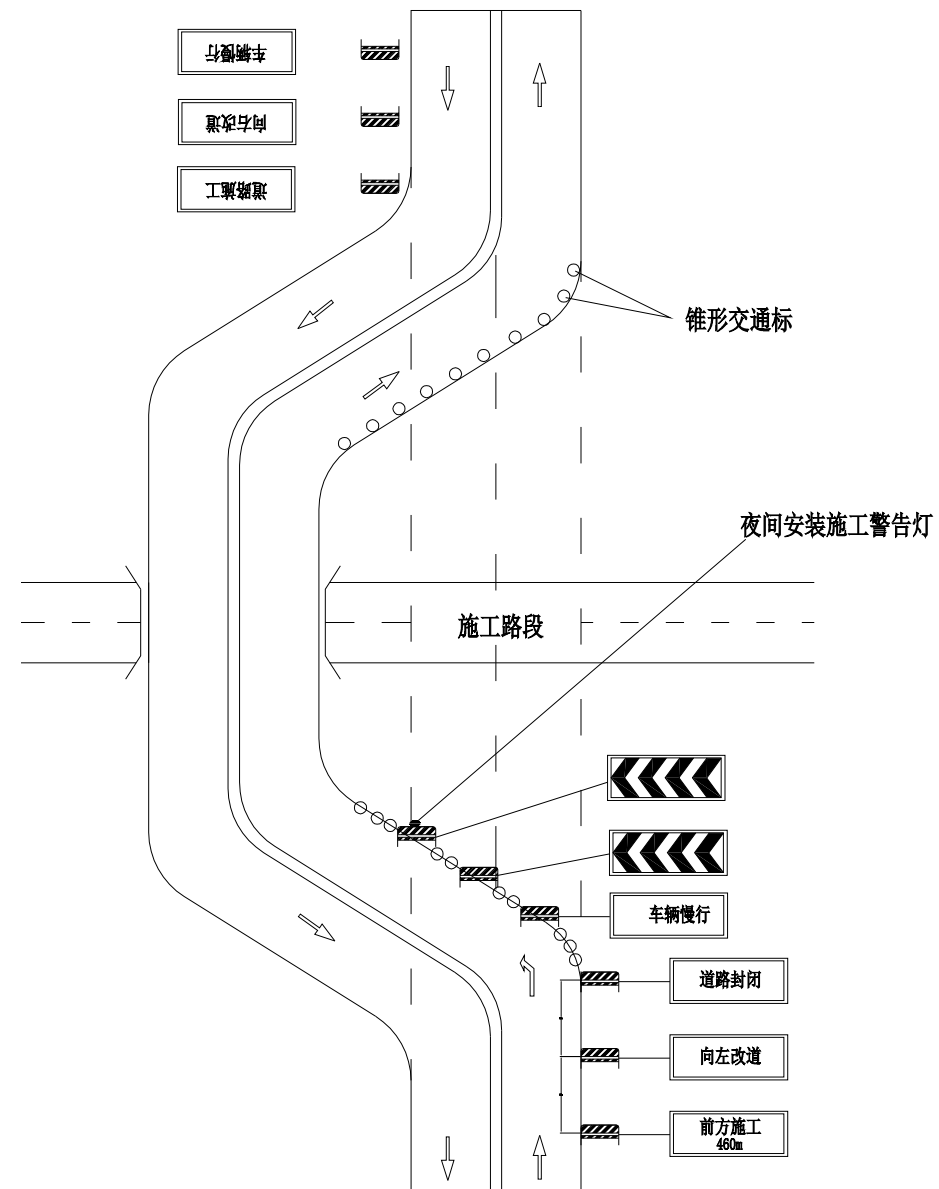 车辆慢行
向右改道
道路施工
锥形交通标
夜间安装施工警告灯
施工路段
车辆慢行
道路封闭
向左改道
前方施工
460m